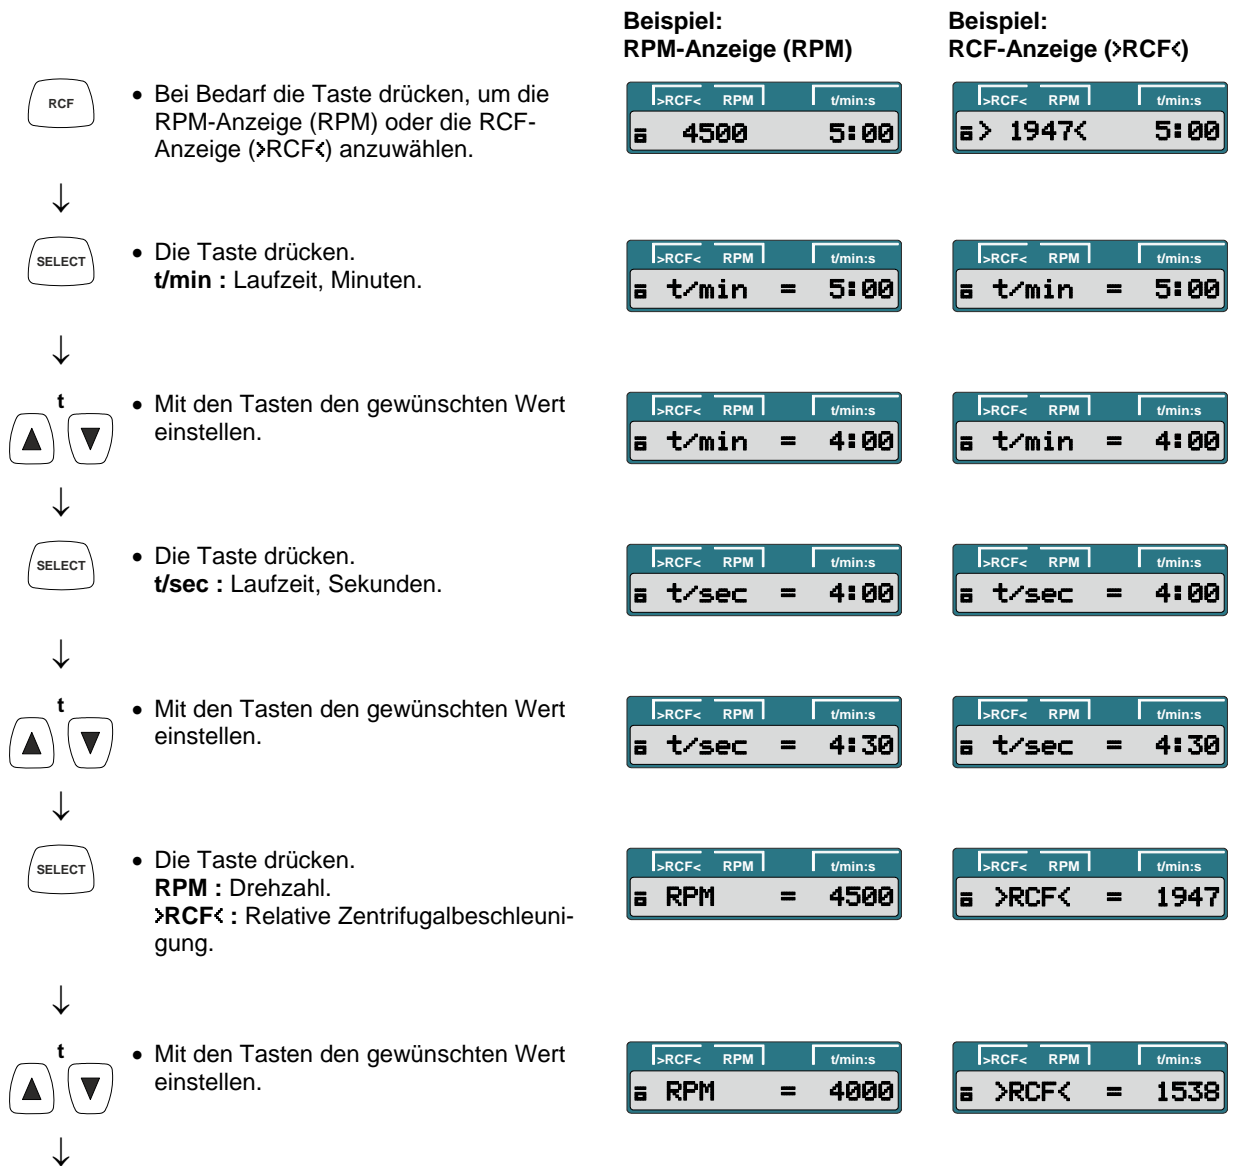 Beispiel:
RPM-Anzeige (RPM)
Beispiel:
RCF-Anzeige (>RCF<)
RCF
• Bei Bedarf die Taste drücken, um die
RPM-Anzeige (RPM) oder die RCF-
Anzeige (>RCF<) anzuwählen.
>RCF< RPM t/min:s
4500 5:00
>RCF< RPM t/min:s
> 1947< 5:00
↓
SELECT
• Die Taste drücken.
t/min : Laufzeit, Minuten.
>RCF< RPM t/min:s
t/min = 5:00
>RCF< RPM t/min:s
t/min = 5:00
↓
t
▲ ▼
• Mit den Tasten den gewünschten Wert
einstellen.
>RCF< RPM t/min:s
t/min = 4:00
>RCF< RPM t/min:s
t/min = 4:00
↓
SELECT
• Die Taste drücken.
t/sec : Laufzeit, Sekunden.
>RCF< RPM t/min:s
t/sec = 4:00
>RCF< RPM t/min:s
t/sec = 4:00
↓
t
▲ ▼
• Mit den Tasten den gewünschten Wert
einstellen.
>RCF< RPM t/min:s
t/sec = 4:30
>RCF< RPM t/min:s
t/sec = 4:30
↓
SELECT
• Die Taste drücken.
RPM : Drehzahl.
>RCF< : Relative Zentrifugalbeschleuni-
gung.
>RCF< RPM t/min:s
RPM = 4500
>RCF< RPM t/min:s
>RCF< = 1947
↓
t
▲ ▼
• Mit den Tasten den gewünschten Wert
einstellen.
>RCF< RPM t/min:s
RPM = 4000
>RCF< RPM t/min:s
>RCF< = 1538
↓